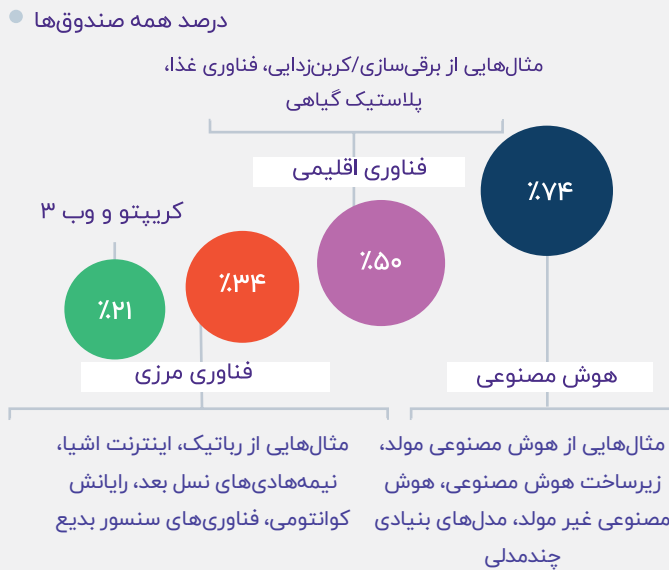 درصد همه صندوق‌ها
مثال‌هایی از برقی‌سازی/کربن‌زدایی، فناوری غذا،
پلاستیک گیاهی
فناوری اقلیمی
٪۷۴
کریپتو و وب ۳
٪۵۰
٪۳۴
٪۲۱
فناوری مرزی
هوش مصنوعی
مثال‌هایی از هوش مصنوعی مولد،
زیرساخت هوش مصنوعی، هوش
مصنوعی غیر مولد، مدل‌های بنیادی
چندمدلی
مثال‌هایی از رباتیک، اینترنت اشیا،
نیمه‌هادی‌های نسل بعد، رایانش
کوانتومی، فناوری‌های سنسور بدیع